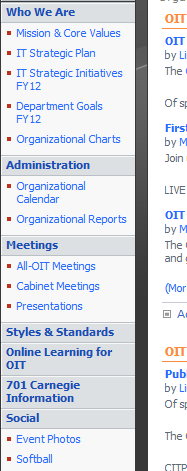 Who We Are
Mission & Core Values
IT Strategic Plan
IT Strategic Initiatives
FY12
Department Goals
FY12
Organizational Charts
Administration
Organizational
Calendar
Organizational Reports
Meetings
All-OIT Meetings
Cabinet Meetings
Presentations
Styles & Standards
Online Learning for
OIT
701 Carnegie
Information
Social
Event Photos
Softball
OIT
OIT
by Li
The C
Of sp
First
by M
Join
LIVE
OIT
by M
The C
and g
(Mor
OIT
Publ
by Li
Of sp
The C
CITP